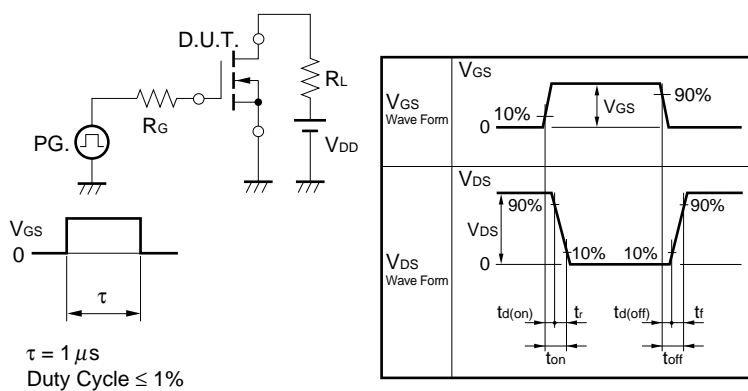 D.U.T.
RL
RG
PG.
VDD
VGS
0
τ
τ = 1 μs
Duty Cycle ≤ 1%
VGS
Wave Form
VGS
10%
VGS
90%
0
VDS
Wave Form
VDS
90%
VDS
10%
10%
90%
0
td(on)
tr
td(off)
tf
ton
toff